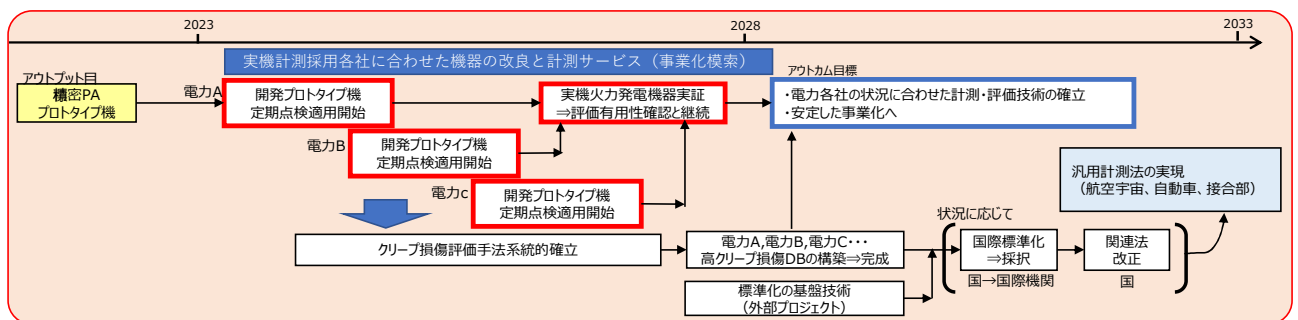 2023
2028
2033
実機計測採用各社に合わせた機器の改良と計測サービス（事業化模索）
アウトプット目
精密PA
プロトタイプ機
電力A
開発プロトタイプ機
定期点検適用開始
実機火力発電機器実証
⇒評価有用性確認と継続
アウトカム目標
・電力各社の状況に合わせた計測・評価技術の確立
・安定した事業化へ
電力B
開発プロトタイプ機
定期点検適用開始
電力c
開発プロトタイプ機
定期点検適用開始
汎用計測法の実現
（航空宇宙、自動車、接合部）
クリープ損傷評価手法系統的確立
電力A,電力B,電力C･･･
高クリープ損傷DBの構築⇒完成
状況に応じて
国際標準化
⇒採択
国→国際機関
関連法
改正
国
標準化の基盤技術
（外部プロジェクト）